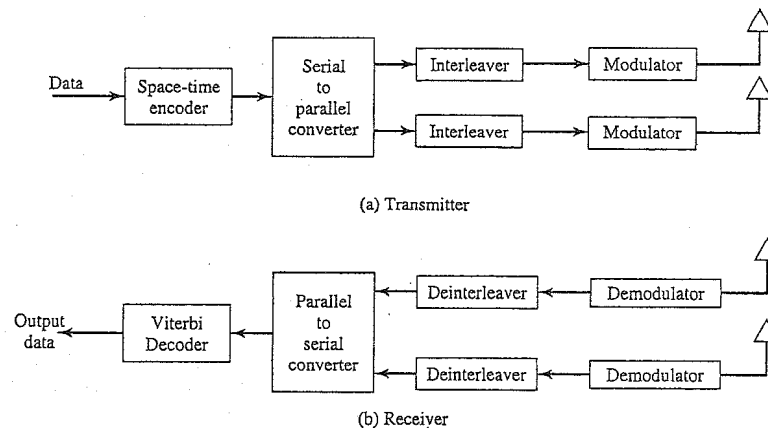 Data
Space-time
encoder
Serial
to
parallel
converter
Interleaver
Modulator
Interleaver
Modulator
(a) Transmitter
Output
data
Viterbi
Decoder
Parallel
to
serial
converter
Deinterleaver
Demodulator
Deinterleaver
Demodulator
(b) Receiver